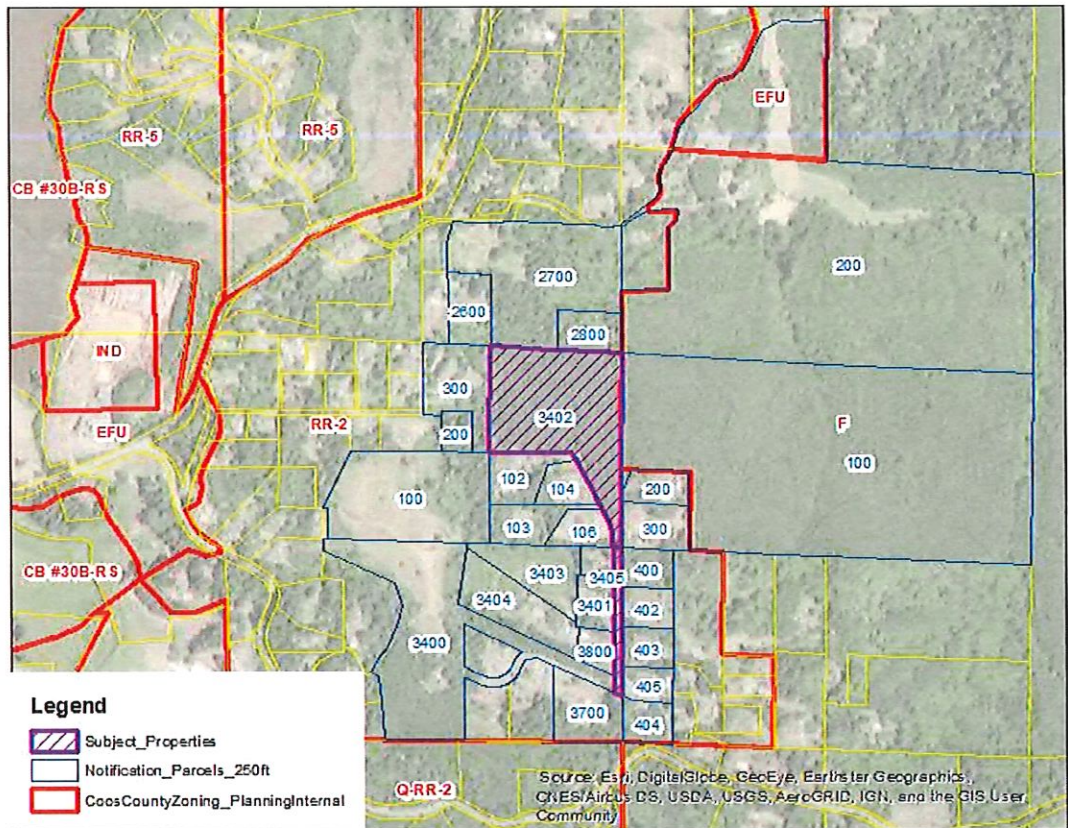 EFU
RR-5
RR-5
CB #30B-RS
200
2700
2600
2800
IND
300
3402
RR-2
F
EFU
200
100
102
104
200
100
103
106
300
CB #30B-RS
3403
3405
400
3404
3401
402
3400
3800
403
405
3700
404
Legend
Subject_Properties
Notification_Parcels_250ft
CoosCountyZoning_PlanningInternal
Q-RR-2
Source: Esri, DigitalGlobe, GeoEye, Earthstar Geographics,
CNES/Airbus DS, USDA, USGS, AeroGRID, IGN, and the GIS User
Community